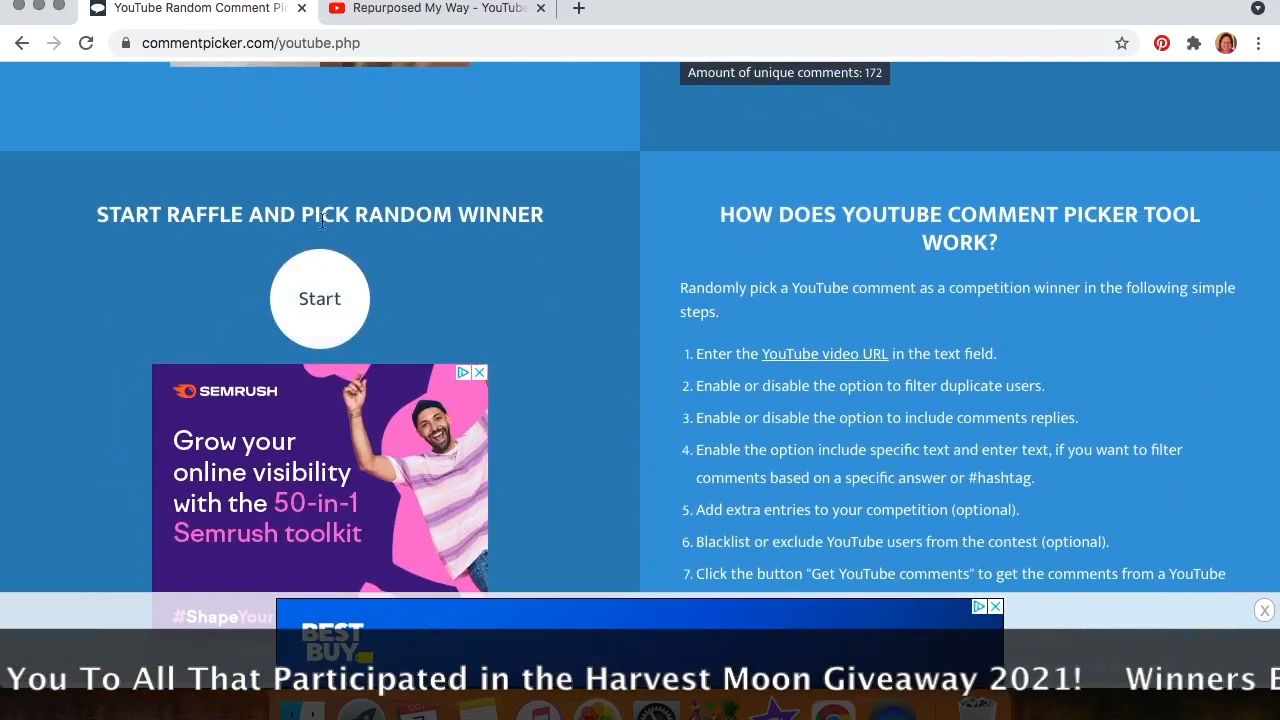 YouTube Random Comment Pic
Repurposed My Way - YouTube
commentpicker.com/youtube.php
Amount of unique comments: 172
START RAFFLE AND PICK RANDOM WINNER
Start
SEMRUSH
Grow your
online visibility
with the 50-in-1
Semrush toolkit
#ShapeYour
HOW DOES YOUTUBE COMMENT PICKER TOOL
WORK?
Randomly pick a YouTube comment as a competition winner in the following simple
steps.
1. Enter the YouTube video URL in the text field.
2. Enable or disable the option to filter duplicate users.
3. Enable or disable the option to include comments replies.
4. Enable the option include specific text and enter text, if you want to filter
comments based on a specific answer or #hashtag.
5. Add extra entries to your competition (optional).
6. Blacklist or exclude YouTube users from the contest (optional).
7. Click the button "Get YouTube comments" to get the comments from a YouTube
BEST
BUY
You To All That Participated in the Harvest Moon Giveaway 2021! Winners
OCT